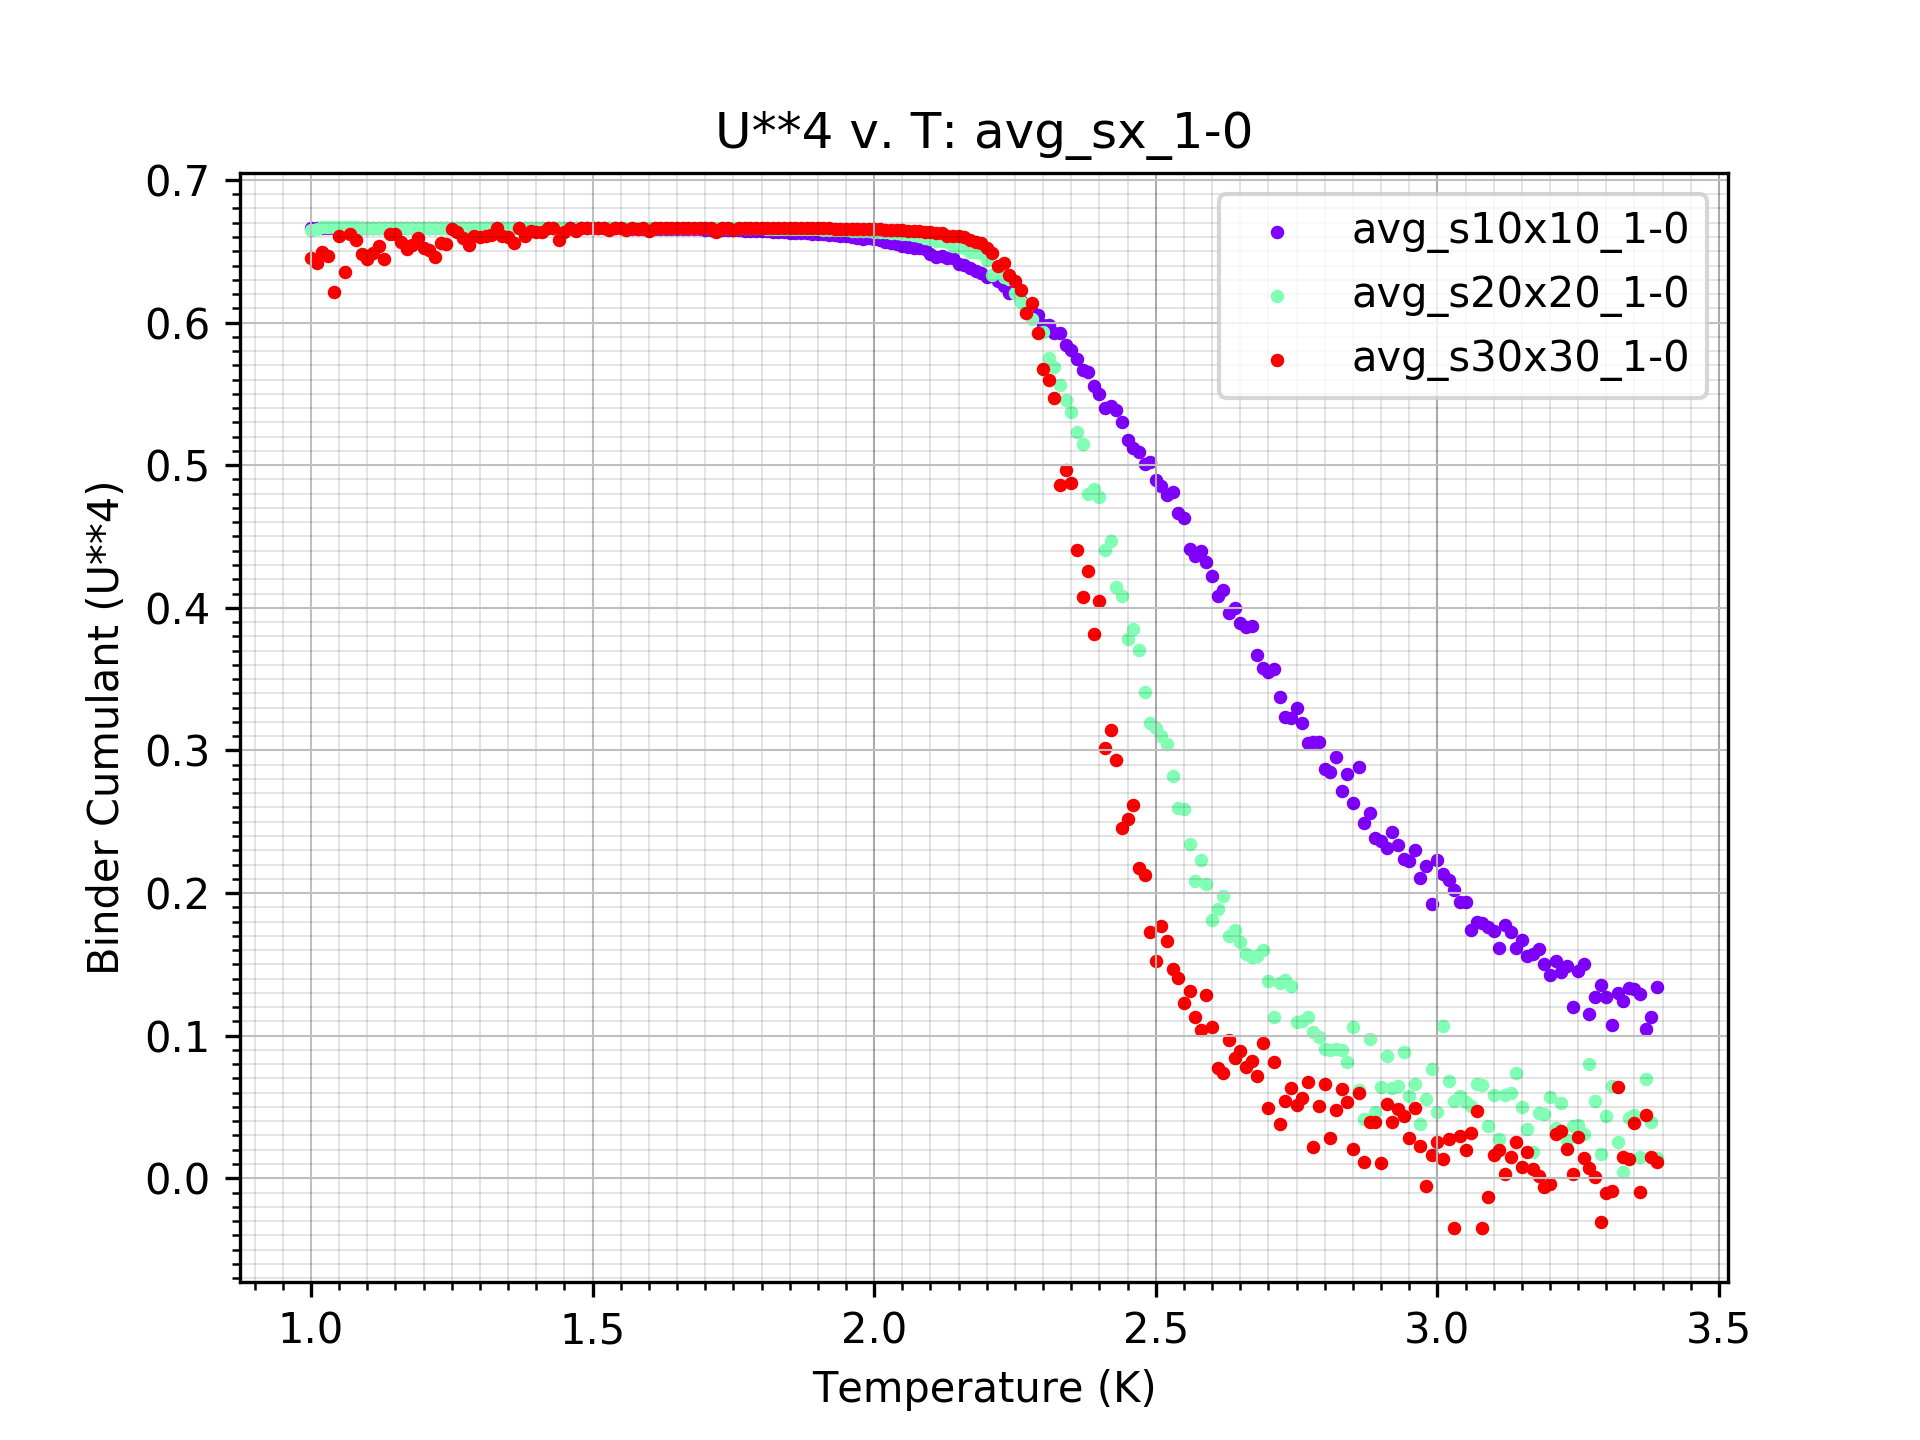 U**4 v. T: avg_sx_1-0
avg_s10x10_1-0
avg_s20x20_1-0
avg_s30x30_1-0
Binder Cumulant (U**4)
0.7
0.6
0.5
0.4
0.3
0.2
0.1
0.0
1.0 1.5 2.0 2.5 3.0 3.5
Temperature (K)